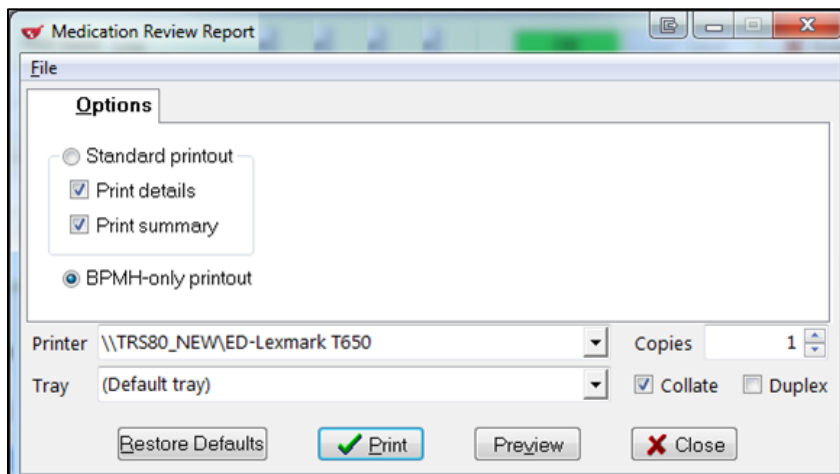 Medication Review Report
File
Options
Standard printout
Print details
Print summary
BPMH-only printout
Printer \\TRS80_NEW\ED-Lexmark T650 Copies 1
Tray (Default tray) Collate Duplex
Restore Defaults Print Preview Close